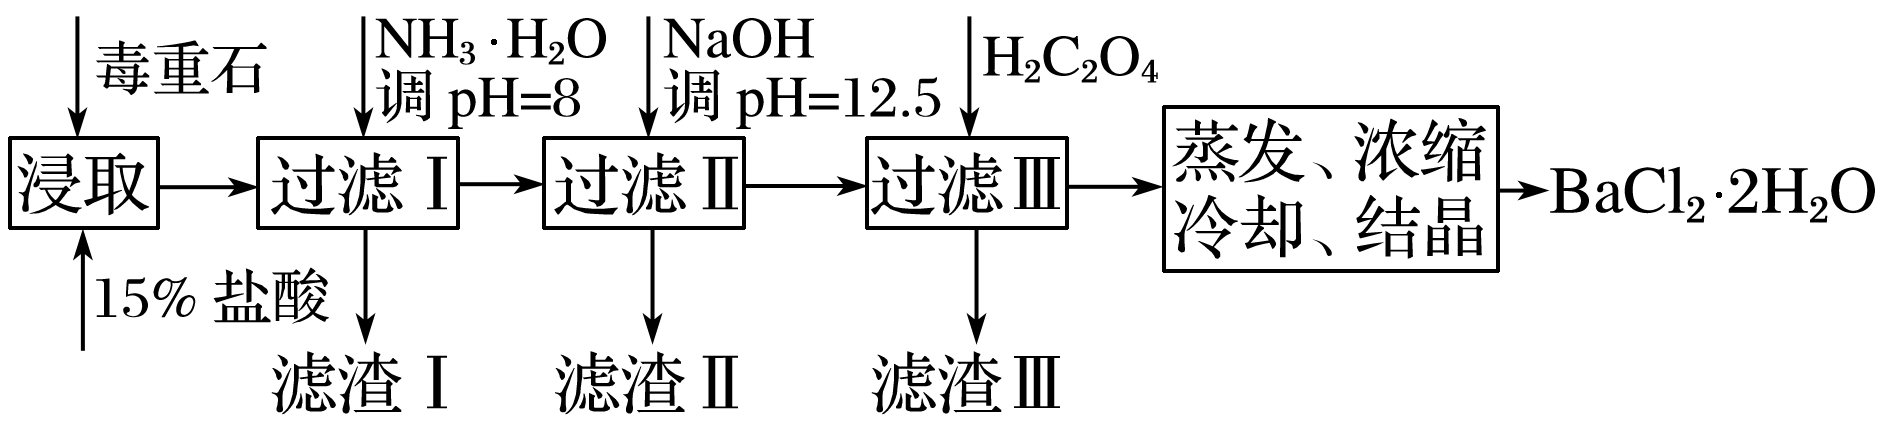 毒重石
NH₃·H₂O
调 pH=8
NaOH
调 pH=12.5
H₂C₂O₄
浸取
过滤Ⅰ
过滤Ⅱ
过滤Ⅲ
蒸发、浓缩
冷却、结晶
BaCl₂·2H₂O
15% 盐酸
滤渣Ⅰ
滤渣Ⅱ
滤渣Ⅲ